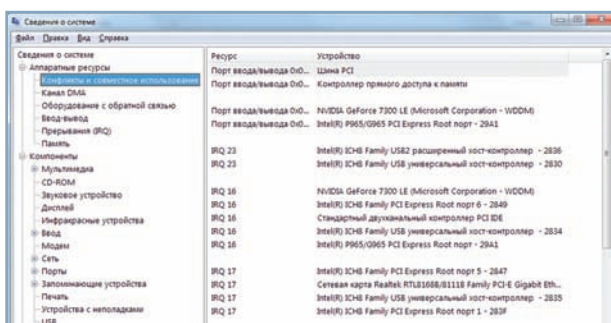 Сведения о системе
Файл Правка Вид Справка
Сведения о системе
Аппаратные ресурсы
Конфликты и совместное использование
Канал DMA
Оборудование с обратной связью
Ввод-вывод
Прерывания (IRQ)
Память
Компоненты
Мультимедиа
CD-ROM
Звуковое устройство
Дисплей
Инфракрасные устройства
Ввод
Модем
Сеть
Порты
Запоминающие устройства
Печать
Устройства с неполадками
USB
Ресурс Устройство
Порт ввода/вывода 0x0... Шина PCI
Порт ввода/вывода 0x0... Контроллер прямого доступа к памяти
Порт ввода/вывода 0x0... NVIDIA GeForce 7300 LE (Microsoft Corporation - WDDM)
Порт ввода/вывода 0x0... Intel(R) P965/G965 PCI Express Root порт - 29A1
IRQ 23 Intel(R) ICH8 Family USB2 расширенный хост-контроллер - 2836
IRQ 23 Intel(R) ICH8 Family USB универсальный хост-контроллер - 2830
IRQ 16 NVIDIA GeForce 7300 LE (Microsoft Corporation - WDDM)
IRQ 16 Intel(R) ICH8 Family PCI Express Root порт 6 - 2849
IRQ 16 Стандартный двухканальный контроллер PCI IDE
IRQ 16 Intel(R) ICH8 Family USB универсальный хост-контроллер - 2834
IRQ 16 Intel(R) P965/G965 PCI Express Root порт - 29A1
IRQ 17 Intel(R) ICH8 Family PCI Express Root порт 5 - 2847
IRQ 17 Сетевая карта Realtek RTL8168B/8111B Family PCI-E Gigabit Eth...
IRQ 17 Intel(R) ICH8 Family USB универсальный хост-контроллер - 2835
IRQ 17 Intel(R) ICH8 Family PCI Express Root порт 1 - 283F